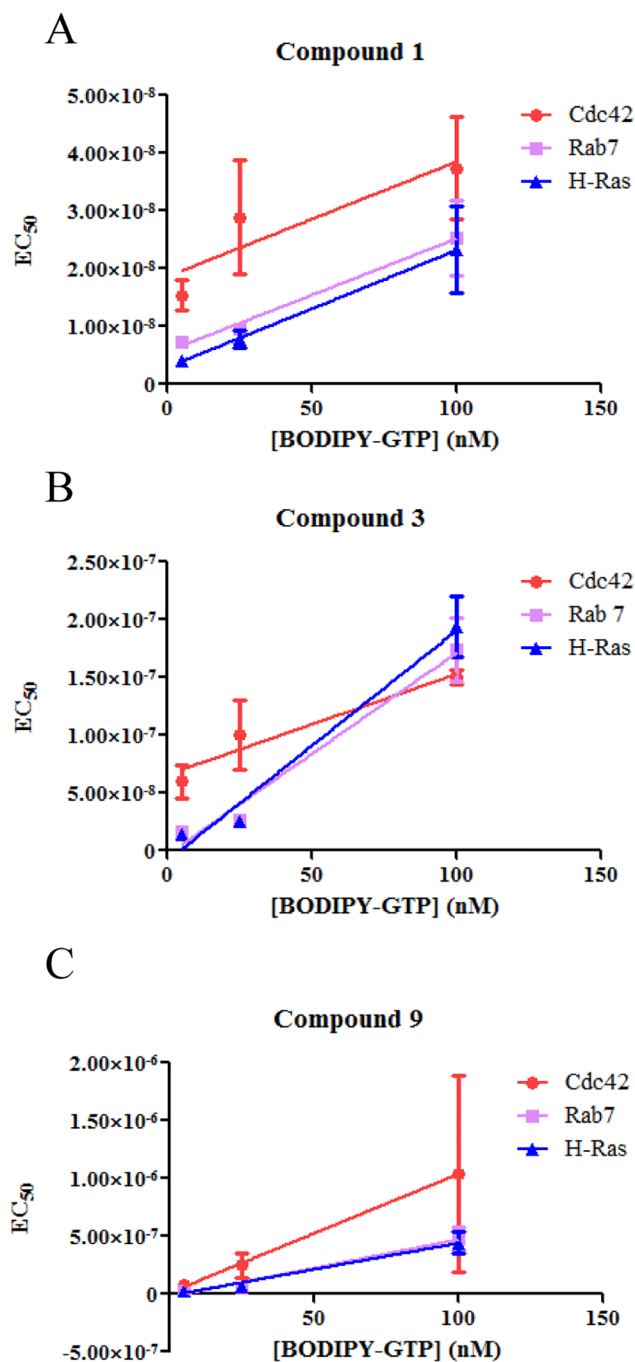 A
Compound 1
5.00×10⁻⁸
4.00×10⁻⁸
3.00×10⁻⁸
2.00×10⁻⁸
1.00×10⁻⁸
0
EC₅₀
0
50
100
150
[BODIPY-GTP] (nM)
Cdc42
Rab7
H-Ras
B
Compound 3
2.50×10⁻⁷
2.00×10⁻⁷
1.50×10⁻⁷
1.00×10⁻⁷
5.00×10⁻⁸
0
EC₅₀
0
50
100
150
[BODIPY-GTP] (nM)
Cdc42
Rab 7
H-Ras
C
Compound 9
2.00×10⁻⁶
1.50×10⁻⁶
1.00×10⁻⁶
5.00×10⁻⁷
0
-5.00×10⁻⁷
EC₅₀
50
100
150
[BODIPY-GTP] (nM)
Cdc42
Rab7
H-Ras